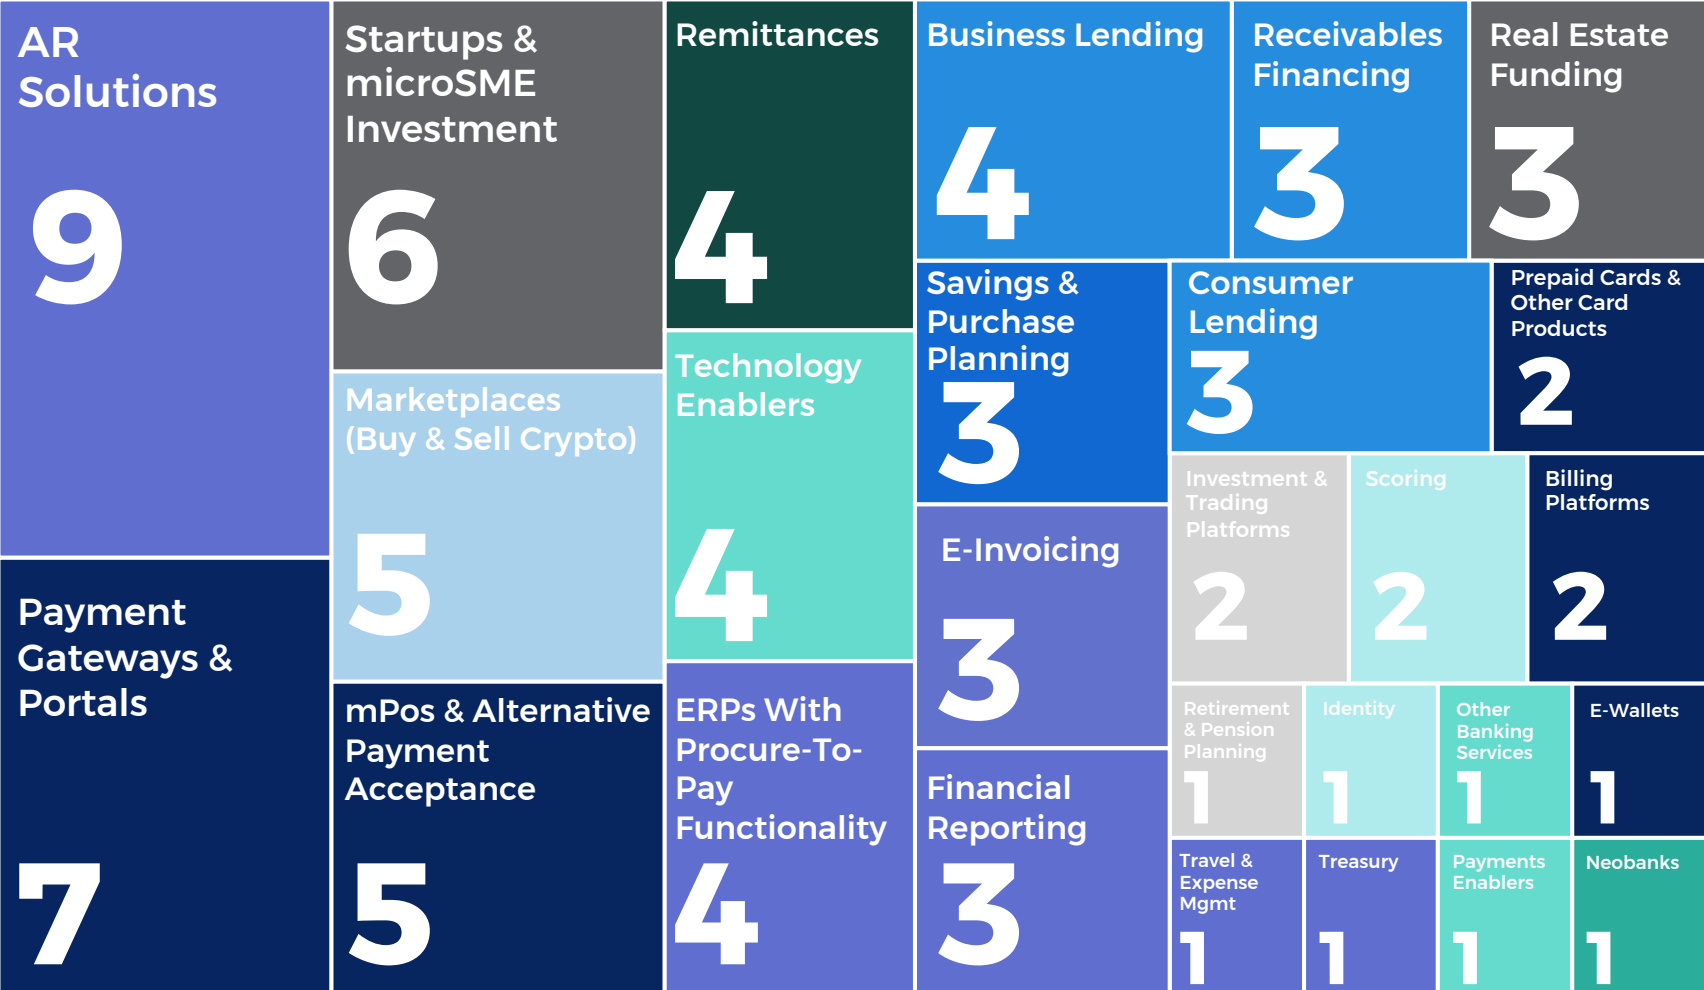 AR
Solutions
9
Payment
Gateways &
Portals
7
Startups &
microSME
Investment
6
Marketplaces
(Buy & Sell Crypto)
5
mPos & Alternative
Payment
Acceptance
5
Remittances
4
Technology
Enablers
4
ERPs With
Procure-To-
Pay
Functionality
4
Business Lending
4
Receivables
Financing
3
Real Estate
Funding
3
Savings &
Purchase
Planning
3
Consumer
Lending
3
Prepaid Cards &
Other Card
Products
2
E-Invoicing
3
Financial
Reporting
3
Investment &
Trading
Platforms
2
Scoring
2
Billing
Platforms
2
Retirement
& Pension
Planning
1
Identity
1
Other
Banking
Services
1
E-Wallets
1
Travel &
Expense
Mgmt
1
Treasury
1
Payments
Enablers
1
Neobanks
1